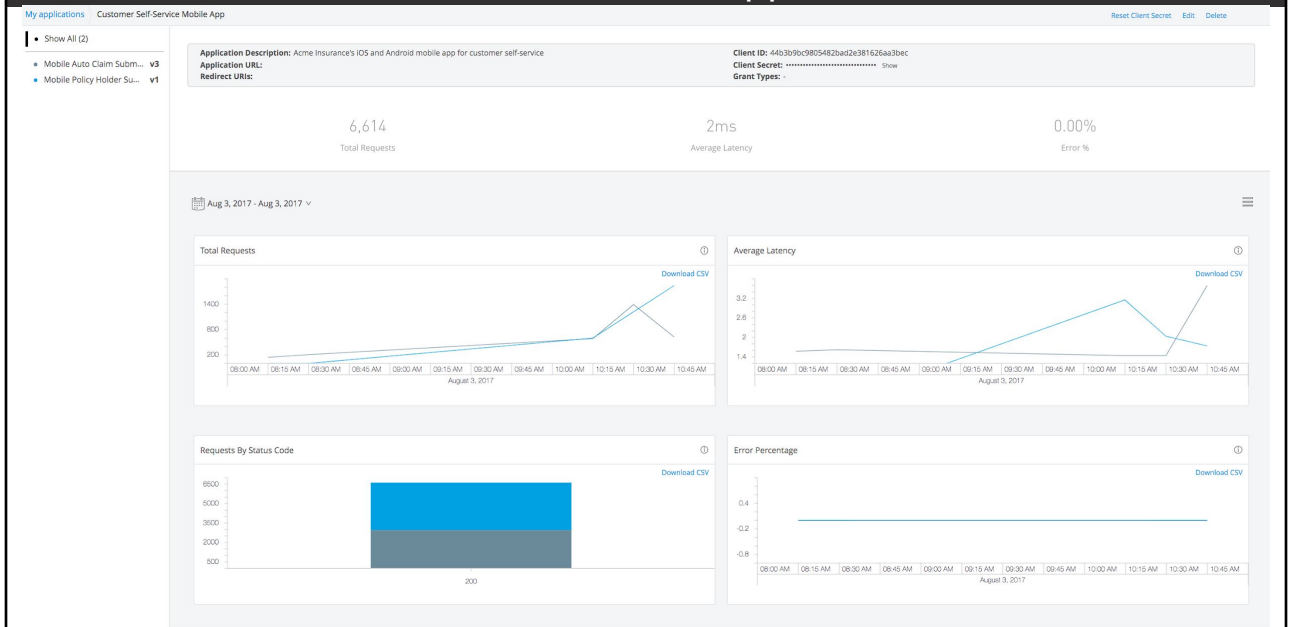 My applications Customer Self-Service Mobile App
Reset Client Secret Edit Delete
Show All (2)
Mobile Auto Claim Subm... v3
Mobile Policy Holder Su... v1
Application Description: Acme Insurance's iOS and Android mobile app for customer self-service
Application URL:
Redirect URIs:
Client ID: 44b3b9bc9805482bad2e381626aa3bec
Client Secret: •••••••••••••••••••••••••••••••• Show
Grant Types: -
6,614
Total Requests
2ms
Average Latency
0.00%
Error %
Aug 3, 2017 - Aug 3, 2017
Total Requests
Download CSV
1400
800
200
08:00 AM 08:15 AM 08:30 AM 08:45 AM 09:00 AM 09:15 AM 09:30 AM 09:45 AM 10:00 AM 10:15 AM 10:30 AM 10:45 AM
August 3, 2017
Average Latency
Download CSV
3.2
2.6
2
1.4
08:00 AM 08:15 AM 08:30 AM 08:45 AM 09:00 AM 09:15 AM 09:30 AM 09:45 AM 10:00 AM 10:15 AM 10:30 AM 10:45 AM
August 3, 2017
Requests By Status Code
Download CSV
6500
5000
3500
2000
500
200
Error Percentage
Download CSV
0.4
-0.2
-0.8
08:00 AM 08:15 AM 08:30 AM 08:45 AM 09:00 AM 09:15 AM 09:30 AM 09:45 AM 10:00 AM 10:15 AM 10:30 AM 10:45 AM
August 3, 2017